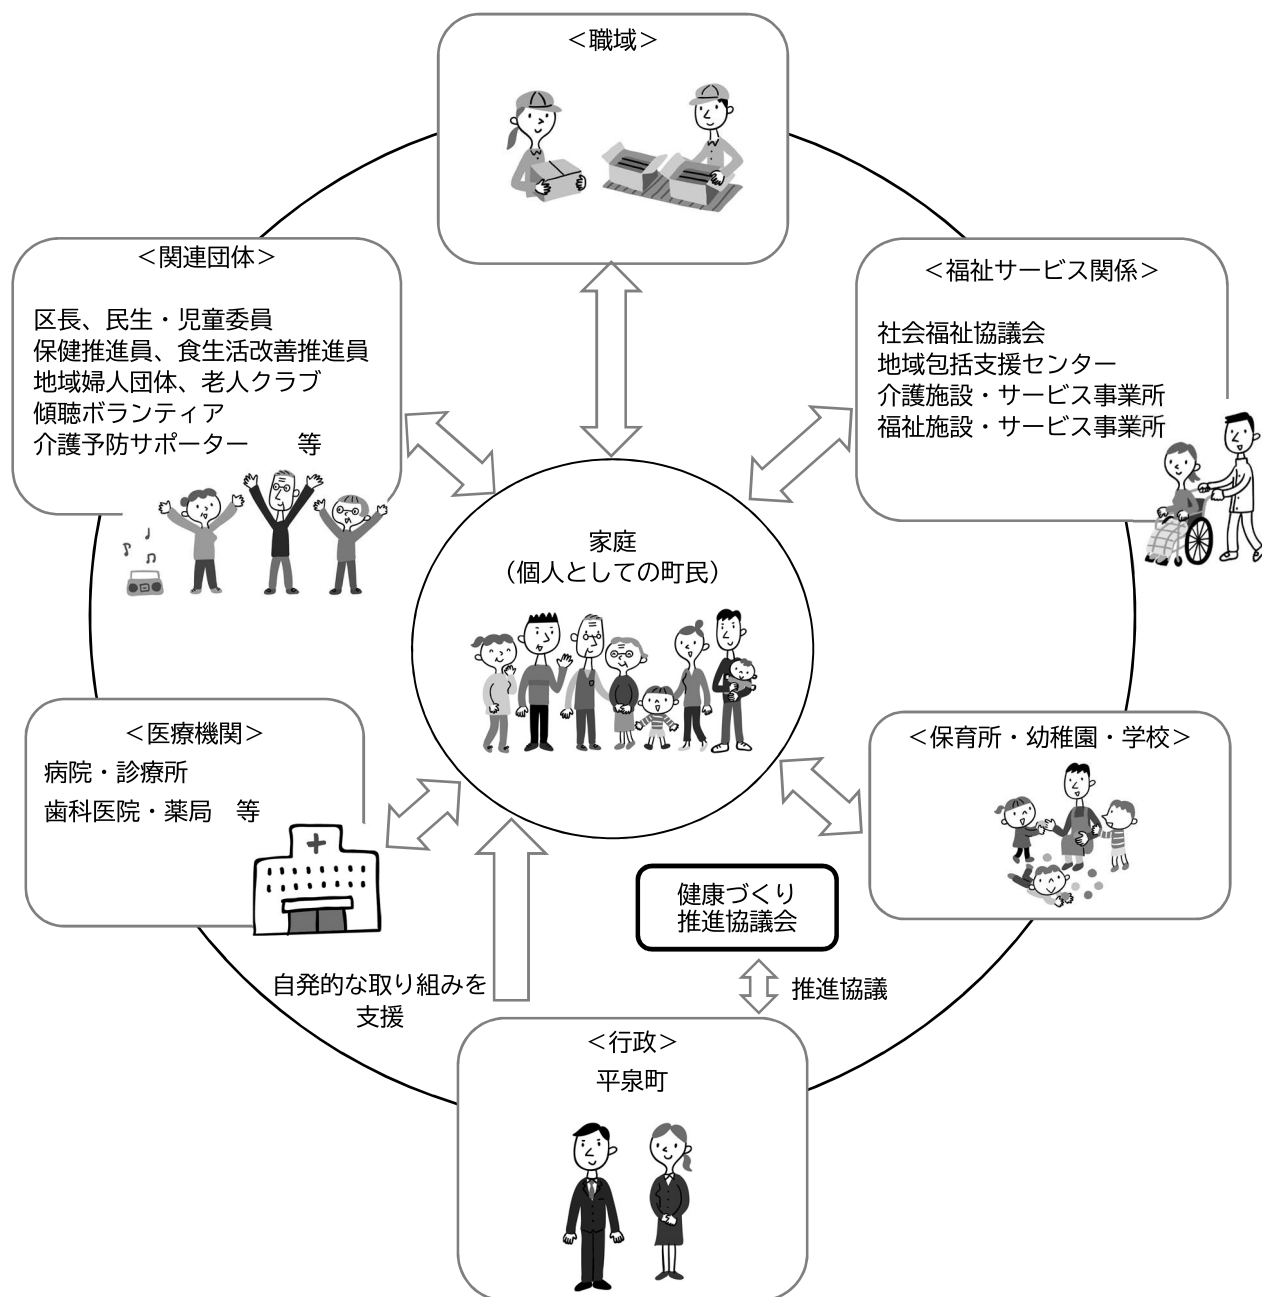 ＜職域＞
＜関連団体＞
区長、民生・児童委員
保健推進員、食生活改善推進員
地域婦人団体、老人クラブ
傾聴ボランティア
介護予防サポーター　　等
＜福祉サービス関係＞
社会福祉協議会
地域包括支援センター
介護施設・サービス事業所
福祉施設・サービス事業所
家庭
（個人としての町民）
＜医療機関＞
病院・診療所
歯科医院・薬局　等
＜保育所・幼稚園・学校＞
健康づくり
推進協議会
自発的な取り組みを
支援
推進協議
＜行政＞
平泉町